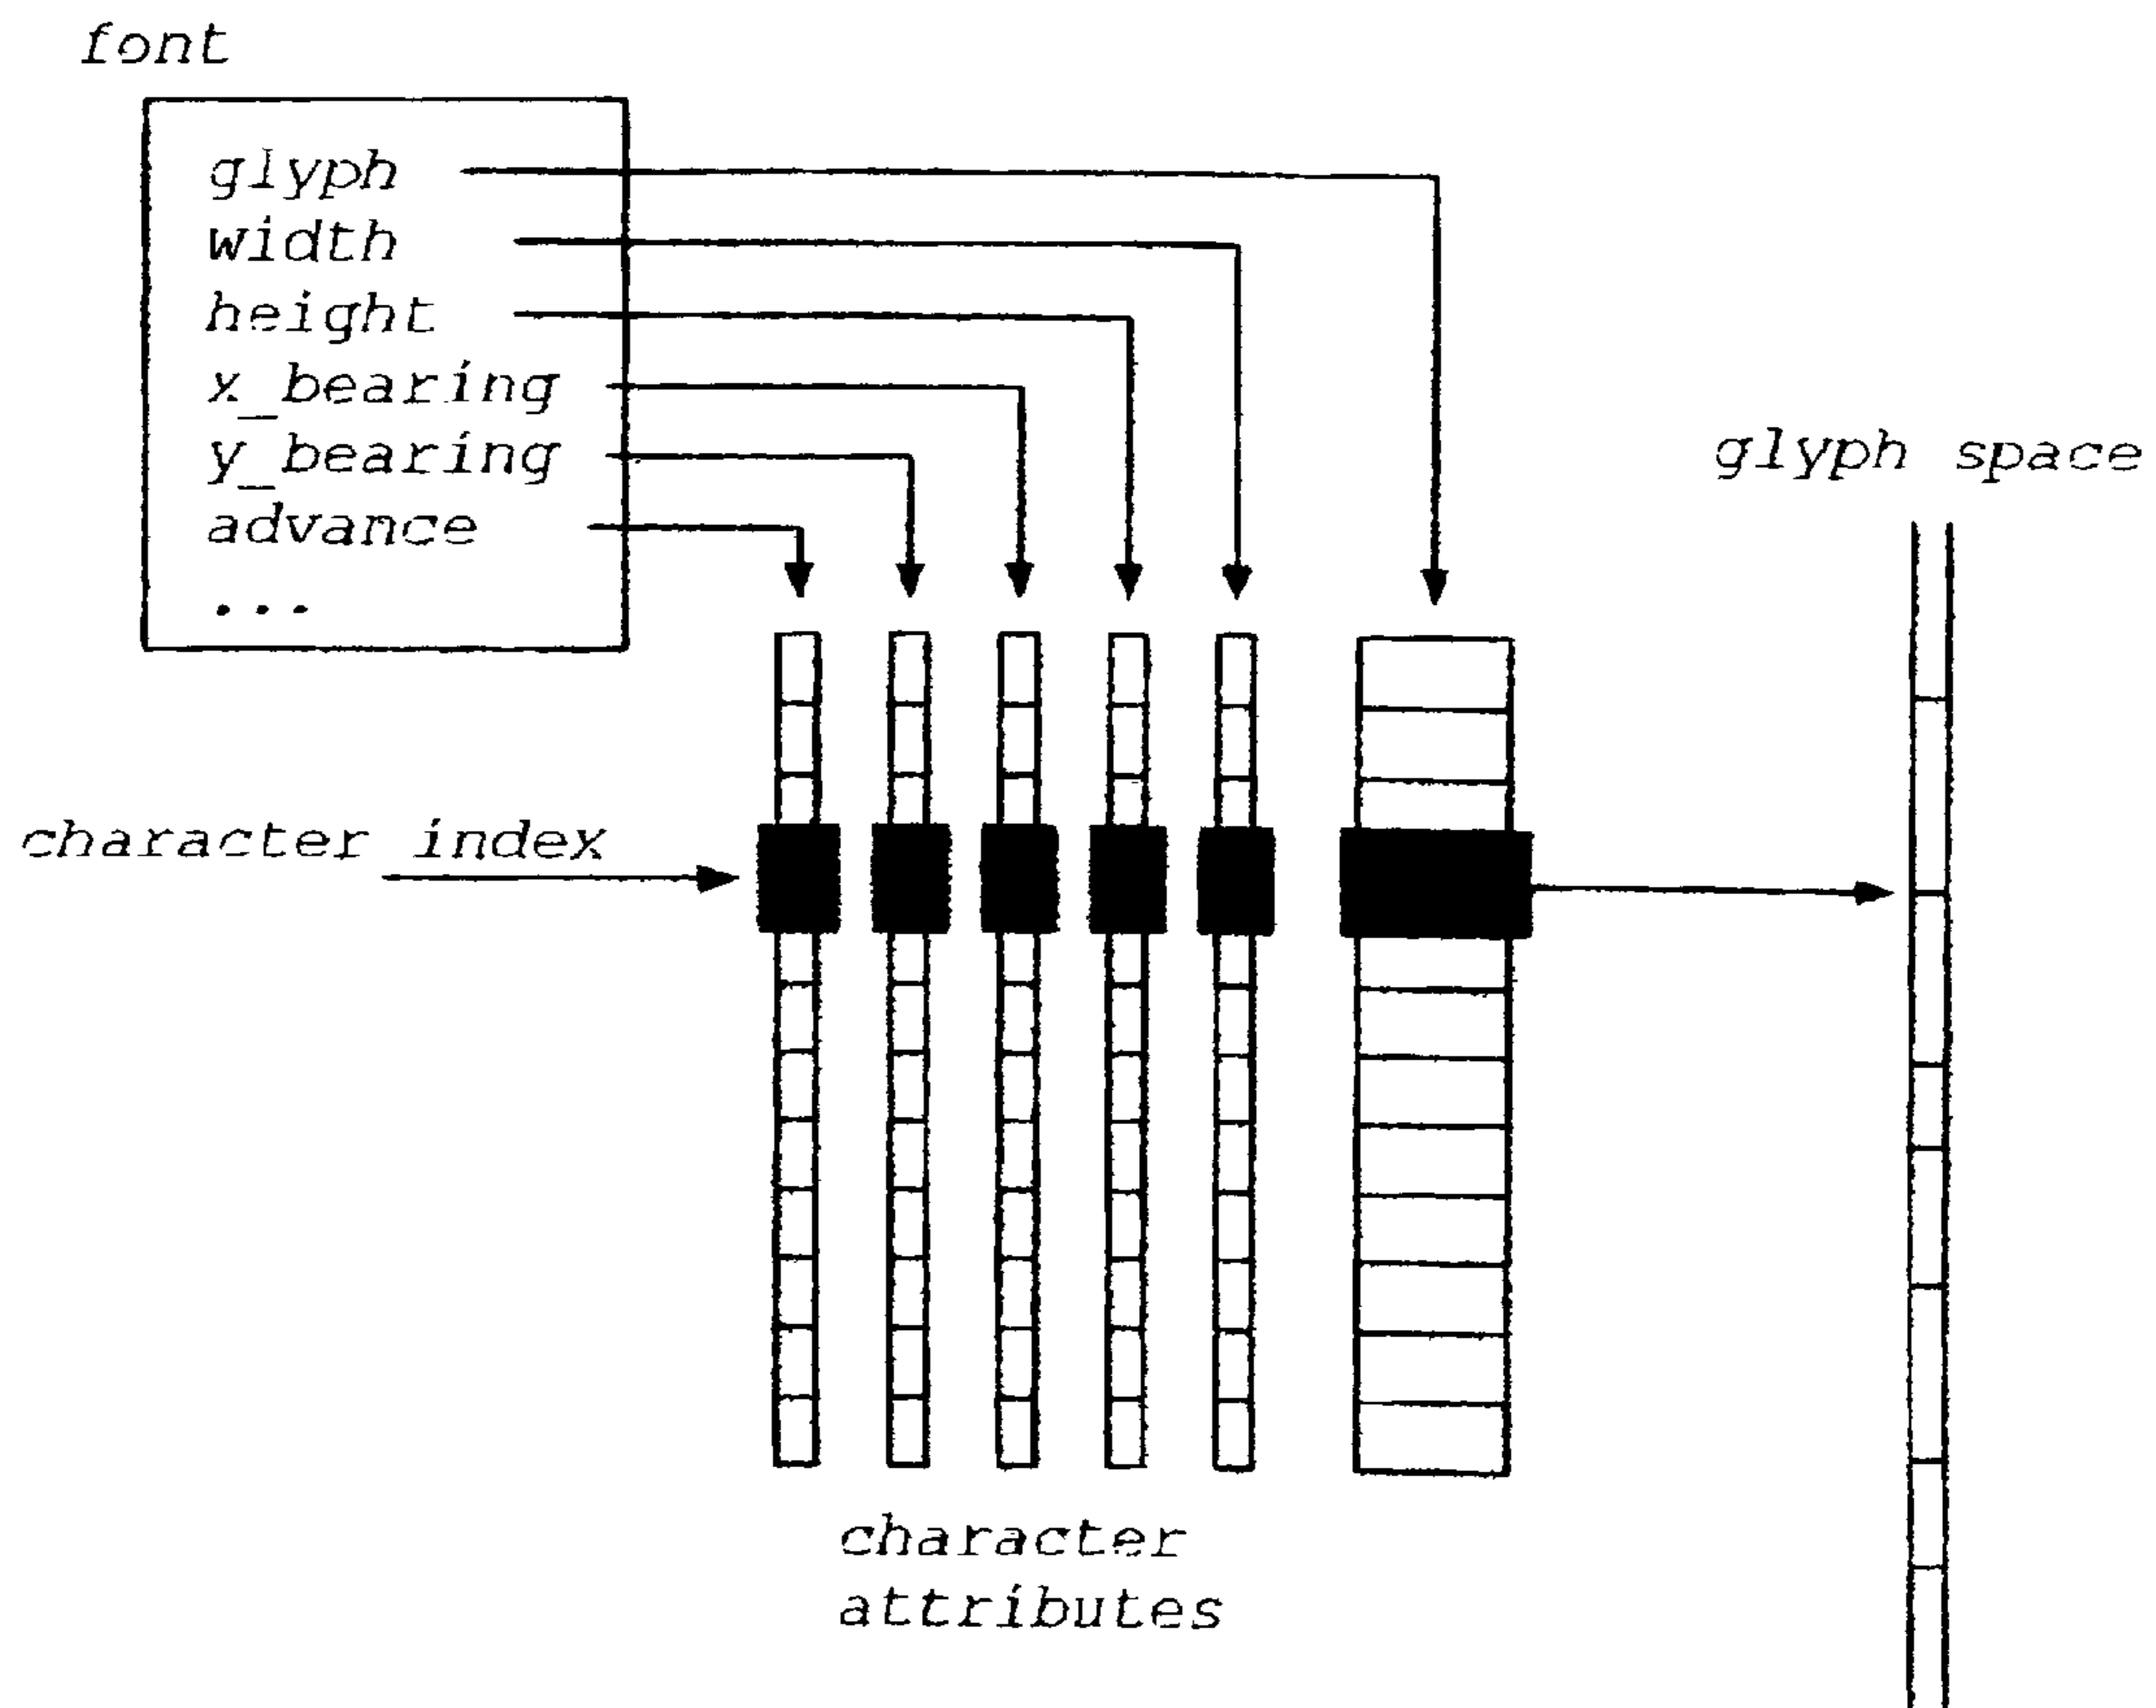 font
glyph
width
height
x_bearing
y_bearing
advance
...
glyph space
character index
character
attributes